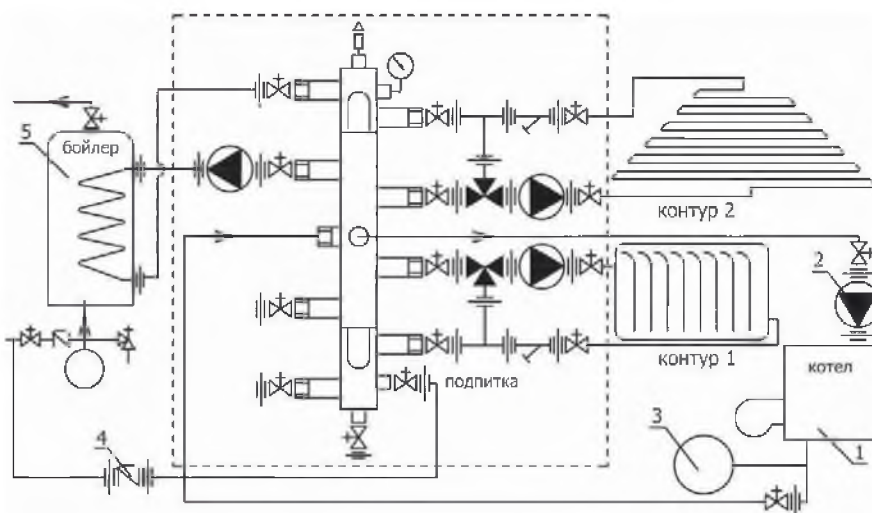 5
бойлер
контур 2
2
контур 1
подпитка
котел
3
4
1